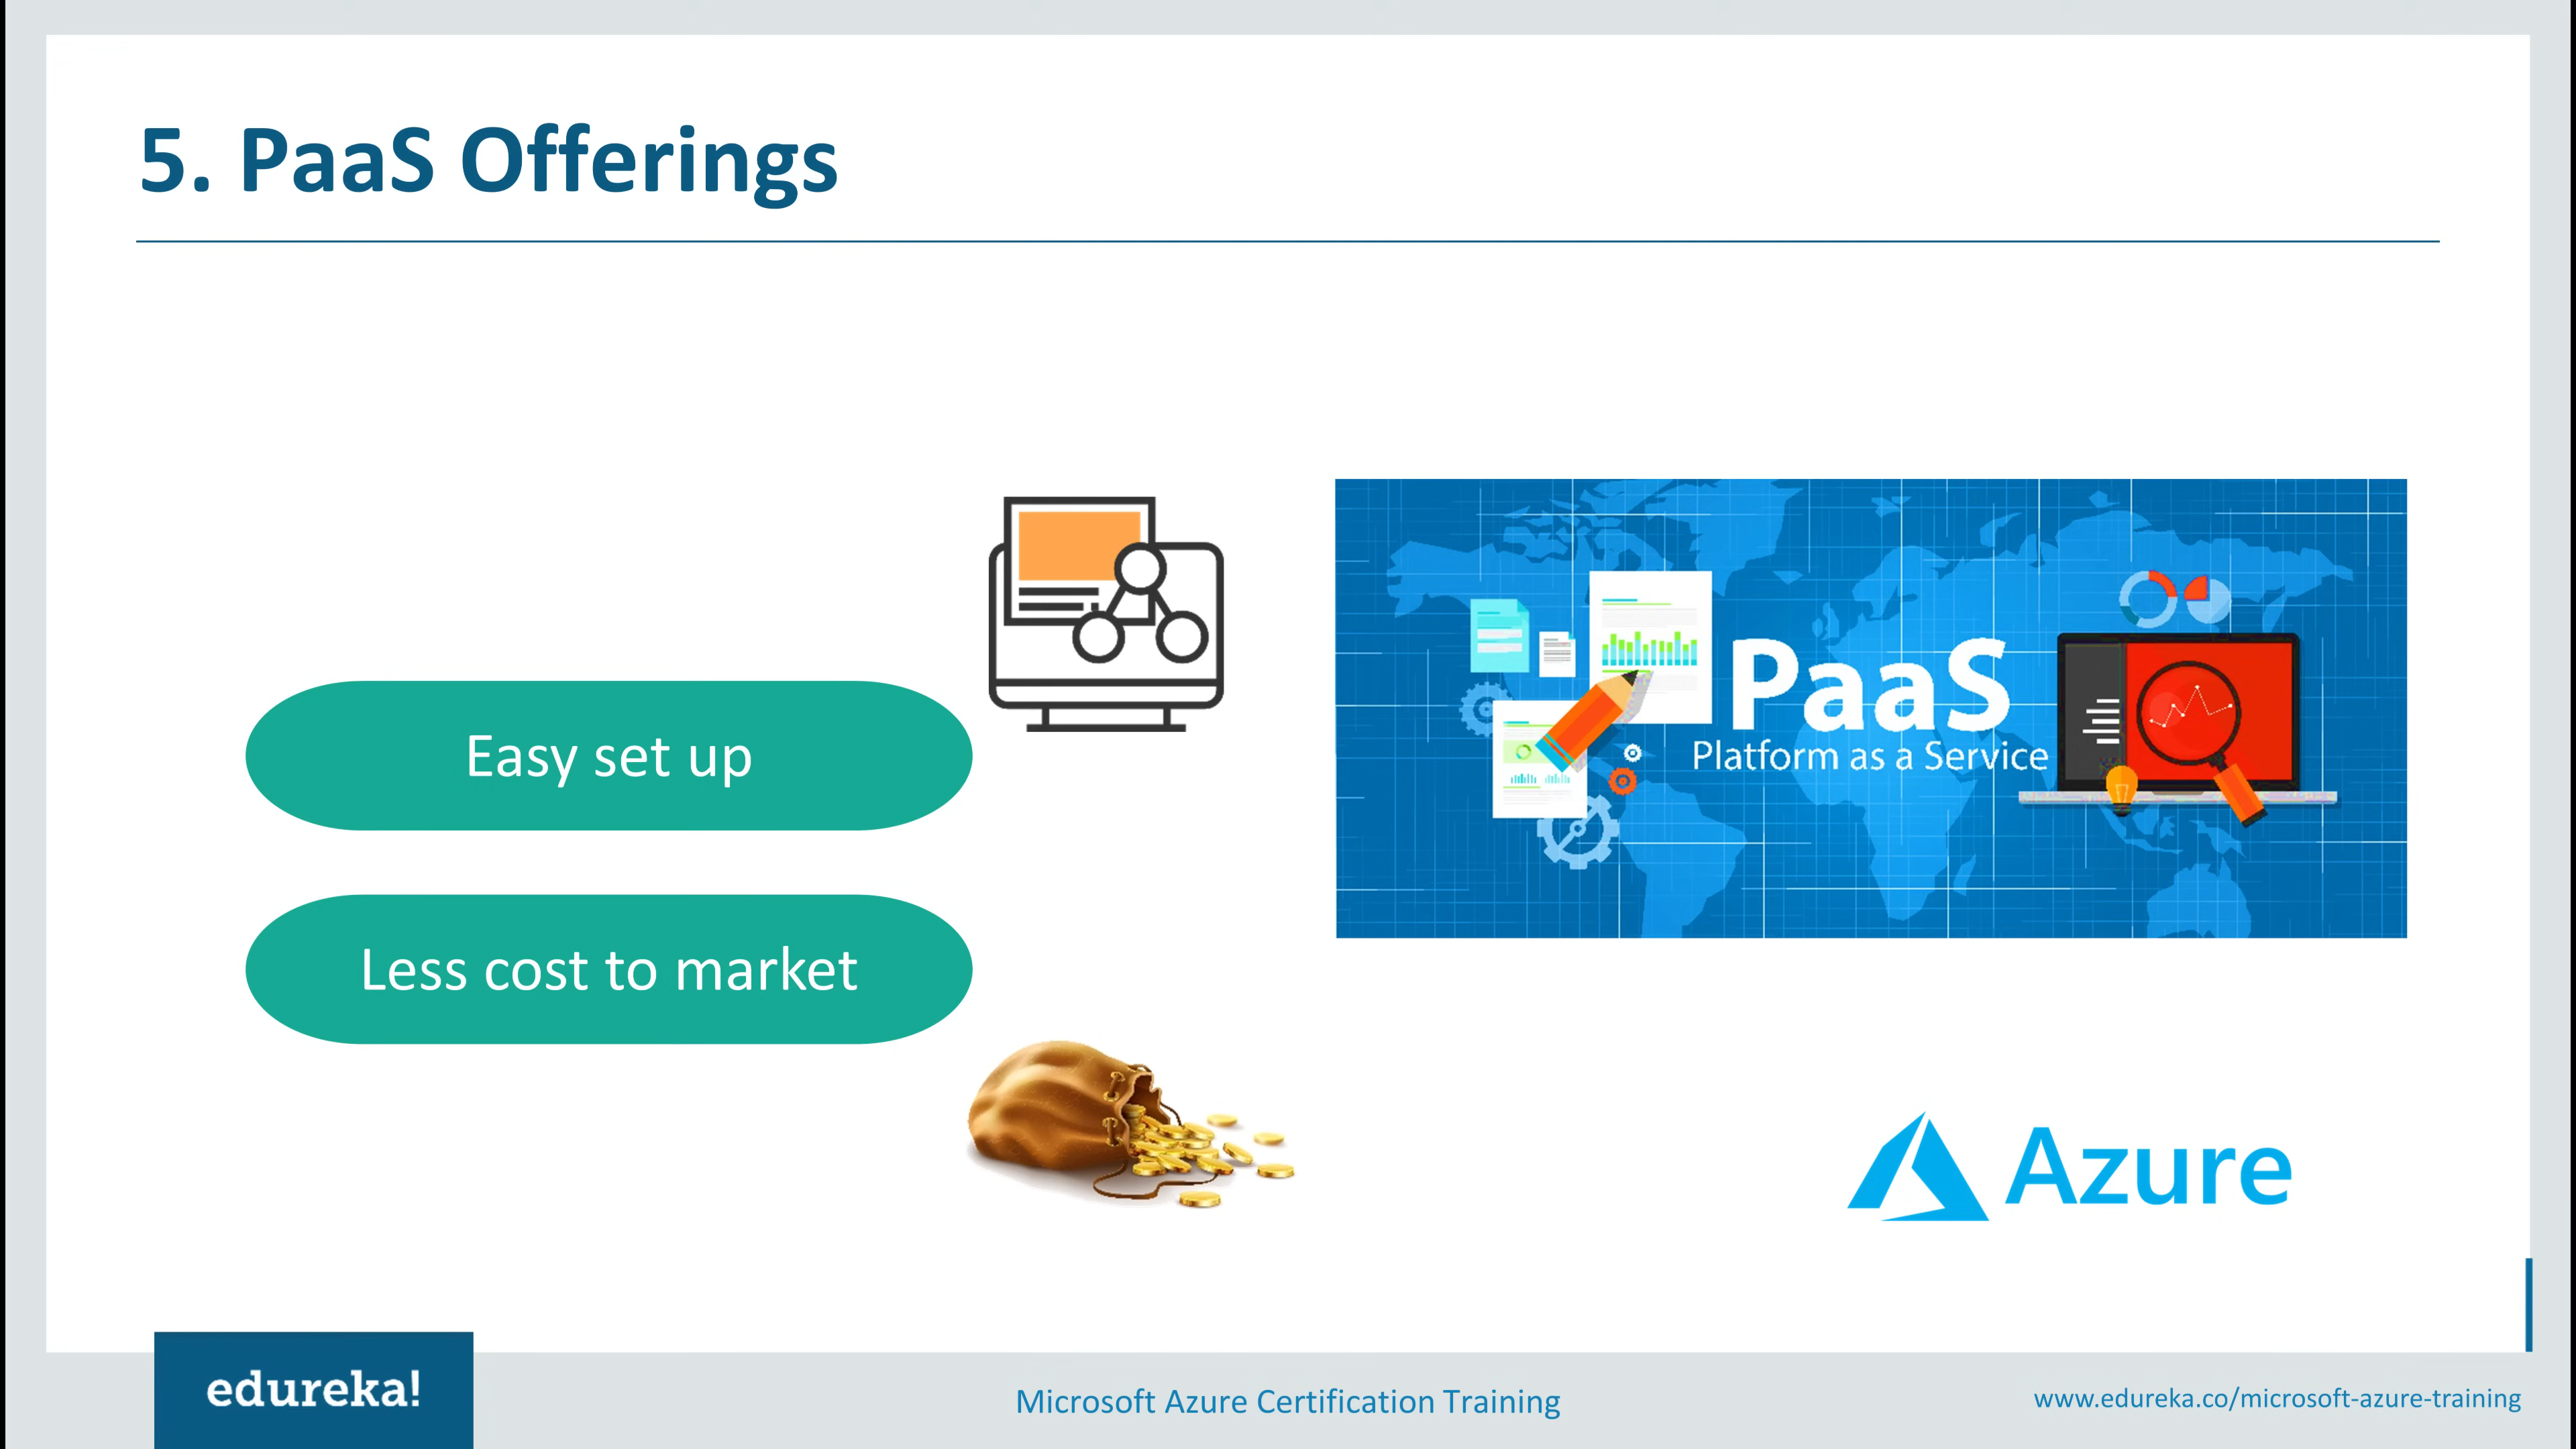 5. PaaS Offerings
Easy set up
Less cost to market
PaaS
Platform as a Service
Azure
edureka!
Microsoft Azure Certification Training
www.edureka.co/microsoft-azure-training